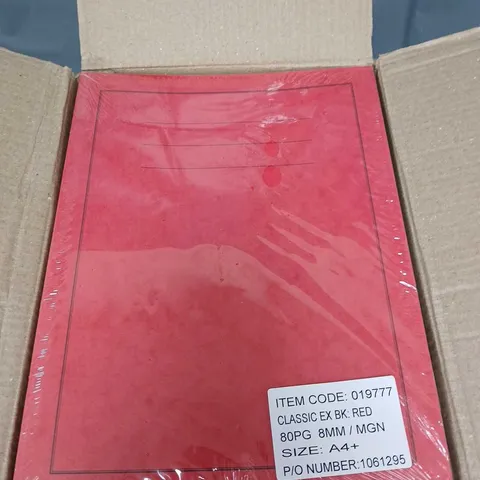 ITEM CODE: 019777
CLASSIC EX BK: RED
80PG 8MM / MGN
SIZE: A4+
P/O NUMBER:1061295